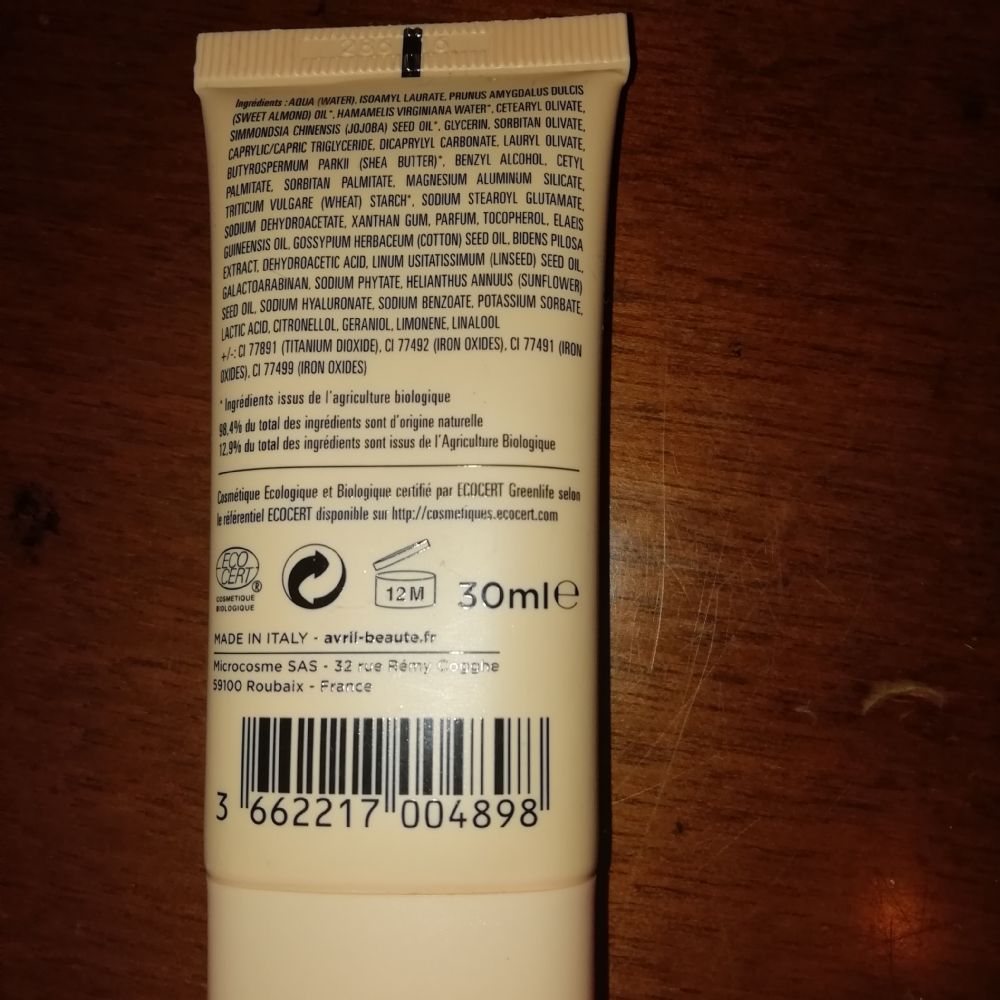 Ingrédients : AQUA (WATER), ISOAMYL LAURATE, PRUNUS AMYGDALUS DULCIS
(SWEET ALMOND) OIL*, HAMAMELIS VIRGINIANA WATER*, CETEARYL OLIVATE,
SIMMONDSIA CHINENSIS (JOJOBA) SEED OIL*, GLYCERIN, SORBITAN OLIVATE,
CAPRYLIC/CAPRIC TRIGLYCERIDE, DICAPRYLYL CARBONATE, LAURYL OLIVATE,
BUTYROSPERMUM PARKII (SHEA BUTTER)*, BENZYL ALCOHOL, CETYL
PALMITATE, SORBITAN PALMITATE, MAGNESIUM ALUMINUM SILICATE,
TRITICUM VULGARE (WHEAT) STARCH*, SODIUM STEAROYL GLUTAMATE,
SODIUM DEHYDROACETATE, XANTHAN GUM, PARFUM, TOCOPHEROL, ELAEIS
GUINEENSIS OIL, GOSSYPIUM HERBACEUM (COTTON) SEED OIL, BIDENS PILOSA
EXTRACT, DEHYDROACETIC ACID, LINUM USITATISSIMUM (LINSEED) SEED OIL,
GALACTOARABINAN, SODIUM PHYTATE, HELIANTHUS ANNUUS (SUNFLOWER)
SEED OIL, SODIUM HYALURONATE, SODIUM BENZOATE, POTASSIUM SORBATE,
LACTIC ACID, CITRONELLOL, GERANIOL, LIMONENE, LINALOOL
+/-: CI 77891 (TITANIUM DIOXIDE), CI 77492 (IRON OXIDES), CI 77491 (IRON
OXIDES), CI 77499 (IRON OXIDES)
* Ingrédients issus de l'agriculture biologique
98,4% du total des ingrédients sont d'origine naturelle
12,9% du total des ingrédients sont issus de l'Agriculture Biologique
Cosmétique Ecologique et Biologique certifié par ECOCERT Greenlife selon
le référentiel ECOCERT disponible sur http://cosmetiques.ecocert.com
ECO
CERT®
COSMETIQUE
BIOLOGIQUE
12 M
30ml℮
MADE IN ITALY - avril-beaute.fr
Microcosme SAS - 32 rue Rémy Cogghe
59100 Roubaix - France
3 662217 004898